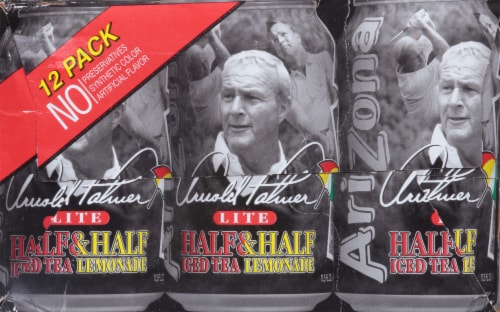 12 PACK
NO PRESERVATIVES
SYNTHETIC COLOR
ARTIFICIAL FLAVOR
Arnold Palmer
LITE
HALF & HALF
ICED TEA LEMONADE
AriZona
Arnold Palmer
LITE
HALF & HALF
ICED TEA LEMONADE
AriZona
HALF
ICED TEA